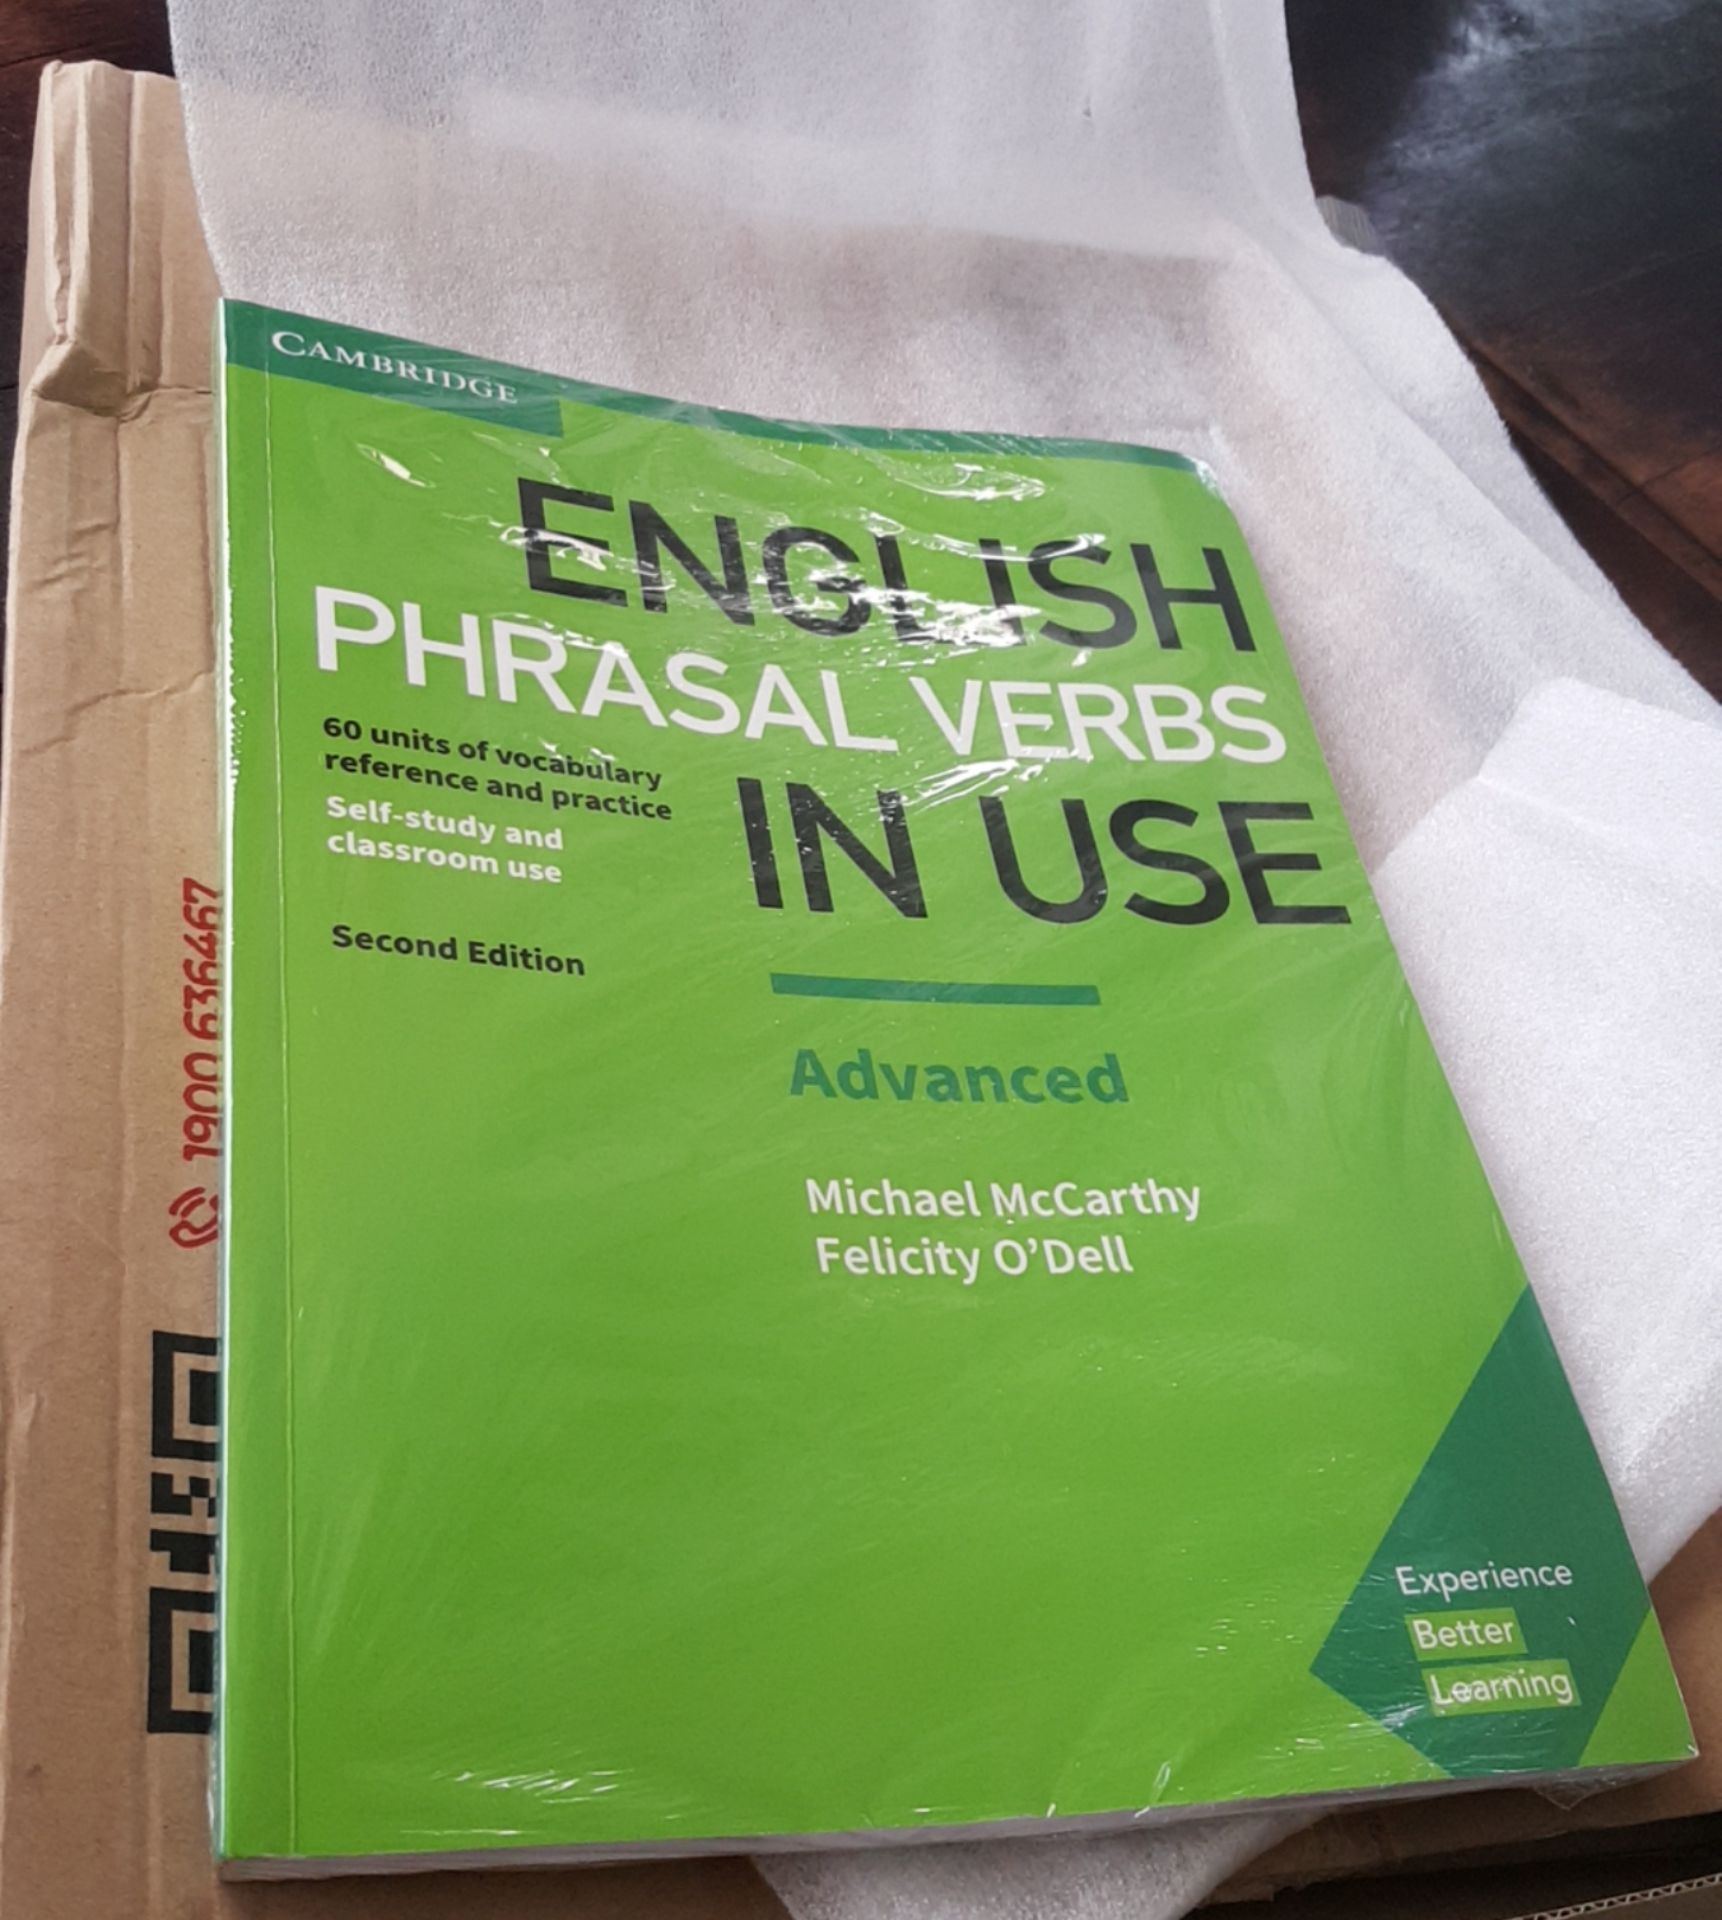 CAMBRIDGE
ENGLISH
PHRASAL VERBS
IN USE
60 units of vocabulary
reference and practice
Self-study and
classroom use
Second Edition
Advanced
Michael McCarthy
Felicity O'Dell
Experience
Better
Learning
1900 636467